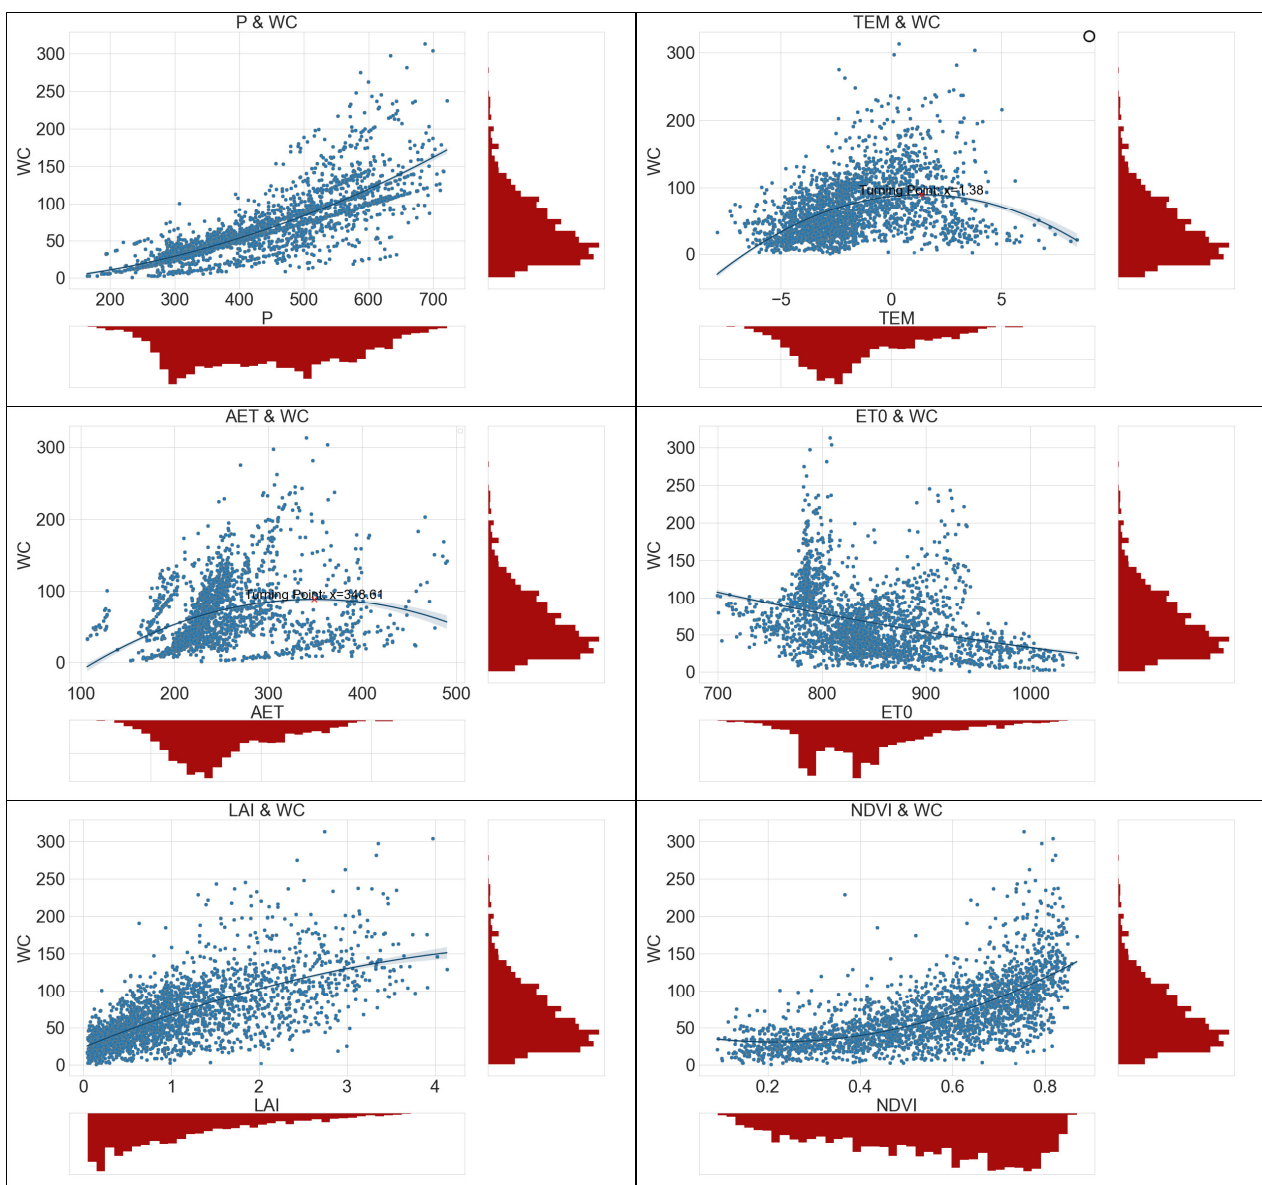 P & WC
300
250
200
150
100
50
0
WC
200 300 400 500 600 700
P
TEM & WC
300
200
100
0
WC
Turning Point: x=1.38
−5 0 5
TEM
AET & WC
300
200
100
0
WC
Turning Point: x=348.61
100 200 300 400 500
AET
ET0 & WC
300
250
200
150
100
50
0
WC
700 800 900 1000
ET0
LAI & WC
300
250
200
150
100
50
0
WC
0 1 2 3 4
LAI
NDVI & WC
300
250
200
150
100
50
0
WC
0.2 0.4 0.6 0.8
NDVI